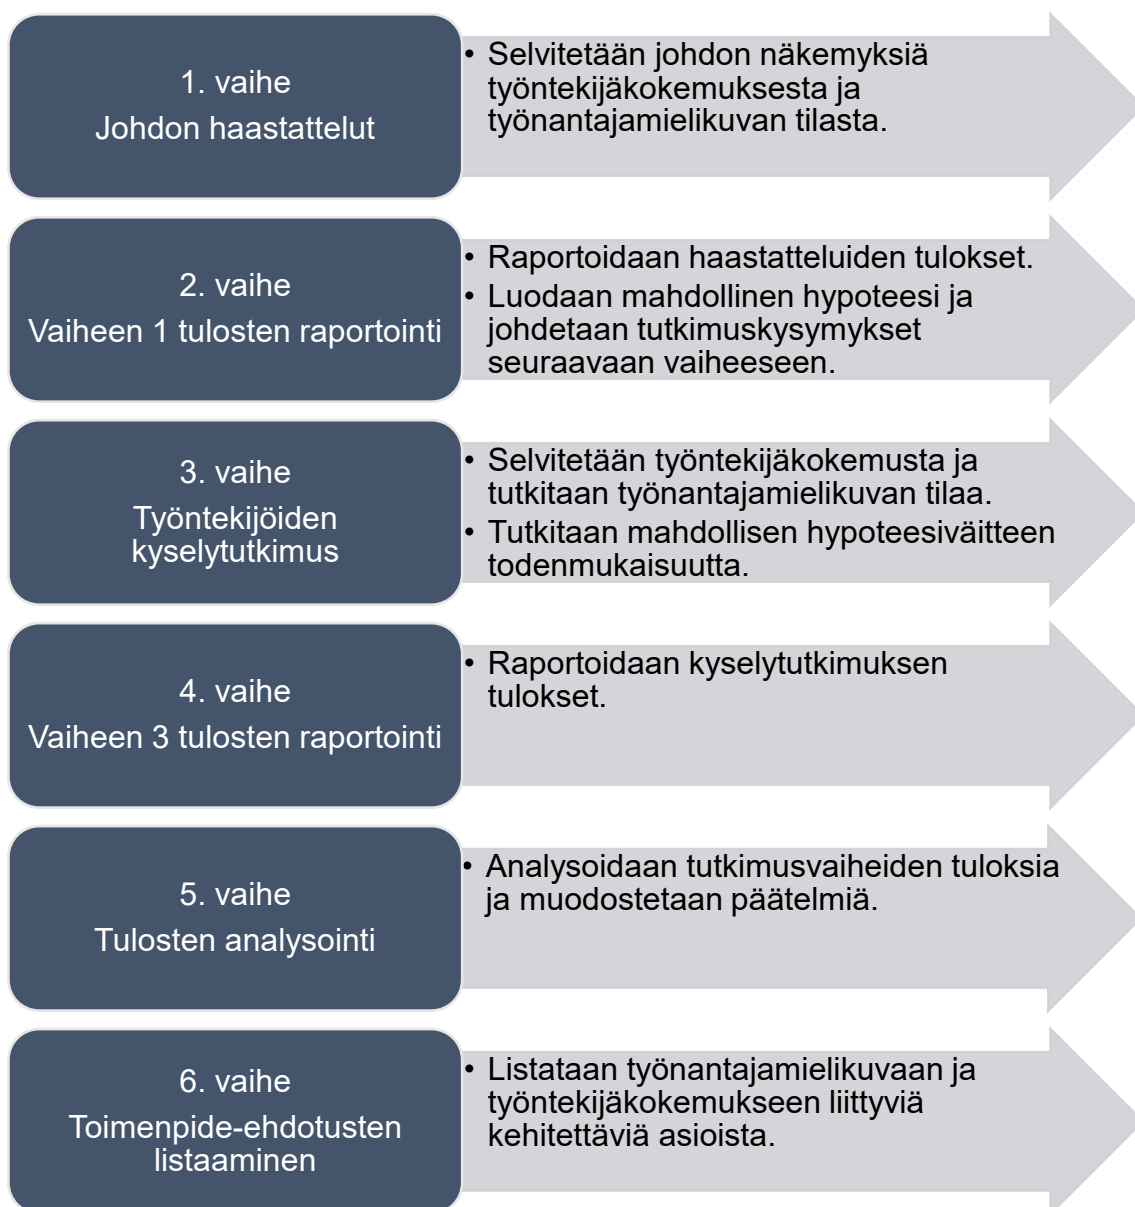 1. vaihe
Johdon haastattelut
• Selvitetään johdon näkemyksiä
työntekijäkokemuksesta ja
työnantajamielikuvan tilasta.
2. vaihe
Vaiheen 1 tulosten raportointi
• Raportoidaan haastatteluiden tulokset.
• Luodaan mahdollinen hypoteesi ja
johdetaan tutkimuskysymykset
seuraavaan vaiheeseen.
3. vaihe
Työntekijöiden
kyselytutkimus
• Selvitetään työntekijäkokemusta ja
tutkitaan työnantajamielikuvan tilaa.
• Tutkitaan mahdollisen hypoteesiväitteen
todenmukaisuutta.
4. vaihe
Vaiheen 3 tulosten raportointi
• Raportoidaan kyselytutkimuksen
tulokset.
5. vaihe
Tulosten analysointi
• Analysoidaan tutkimusvaiheiden tuloksia
ja muodostetaan päätelmiä.
6. vaihe
Toimenpide-ehdotusten
listaaminen
• Listataan työnantajamielikuvaan ja
työntekijäkokemukseen liittyviä
kehitettäviä asioista.